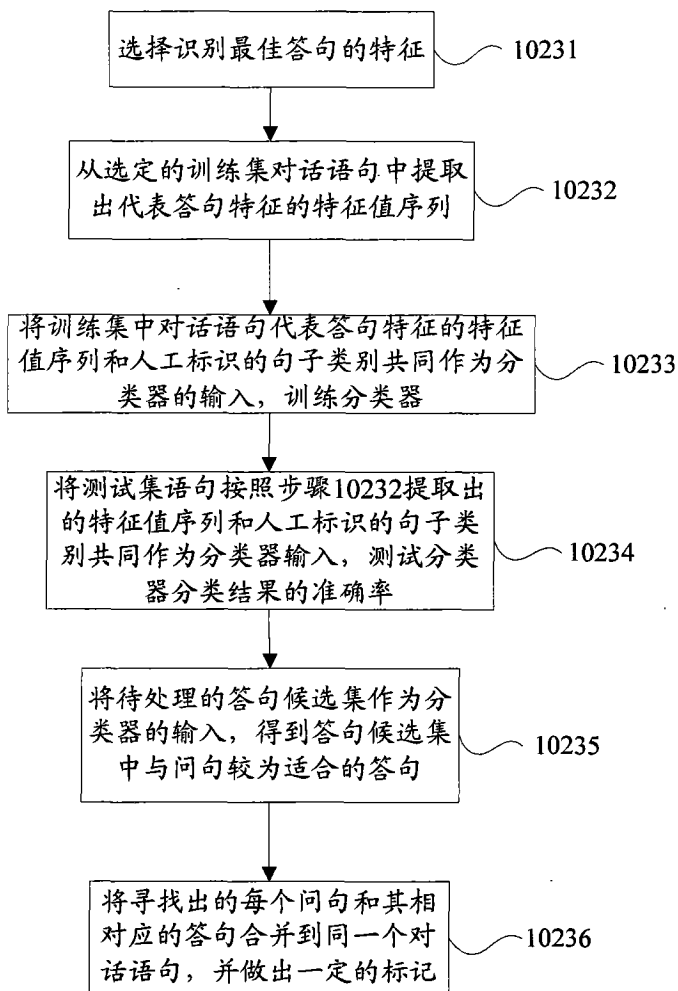 选择识别最佳答句的特征
10231
从选定的训练集对话语句中提取
出代表答句特征的特征值序列
10232
将训练集中对话语句代表答句特征的特征
值序列和人工标识的句子类别共同作为分
类器的输入，训练分类器
10233
将测试集语句按照步骤10232提取出
的特征值序列和人工标识的句子类
别共同作为分类器输入，测试分类
器分类结果的准确率
10234
将待处理的答句候选集作为分
类器的输入，得到答句候选集
中与问句较为适合的答句
10235
将寻找出的每个问句和其相
对应的答句合并到同一个对
话语句，并做出一定的标记
10236